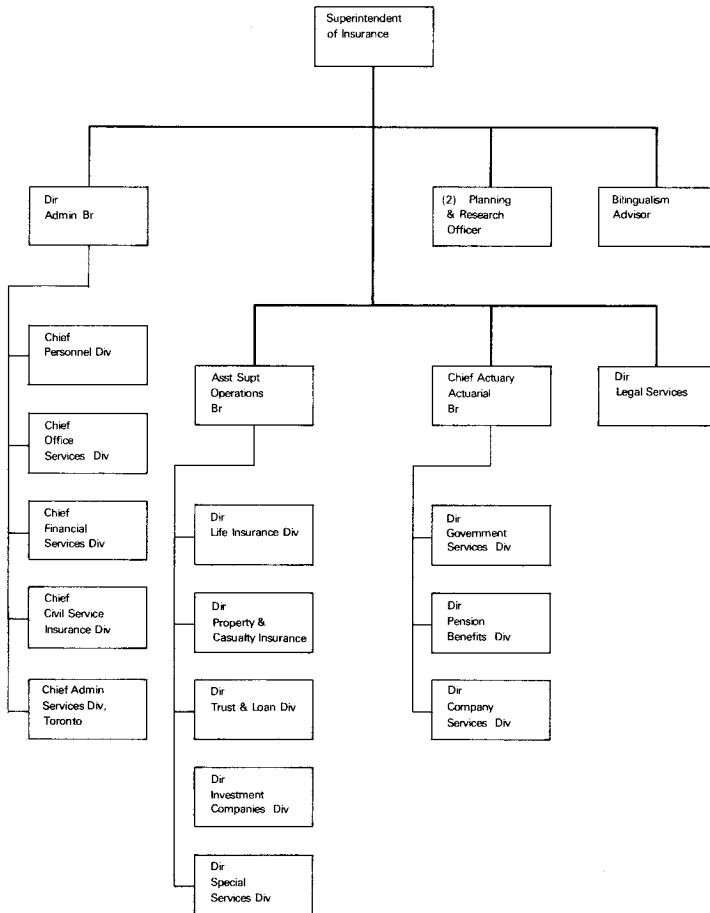 Superintendent
of Insurance
Dir
Admin Br
(2) Planning
& Research
Officer
Bilingualism
Advisor
Chief
Personnel Div
Chief
Office
Services Div
Chief
Financial
Services Div
Chief
Civil Service
Insurance Div
Chief Admin
Services Div,
Toronto
Asst Supt
Operations
Br
Dir
Life Insurance Div
Dir
Property &
Casualty Insurance
Dir
Trust & Loan Div
Dir
Investment
Companies Div
Dir
Special
Services Div
Chief Actuary
Actuarial
Br
Dir
Government
Services Div
Dir
Pension
Benefits Div
Dir
Company
Services Div
Dir
Legal Services